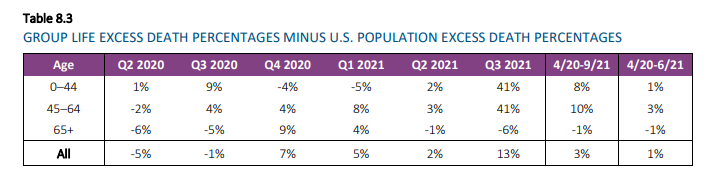 Table 8.3
GROUP LIFE EXCESS DEATH PERCENTAGES MINUS U.S. POPULATION EXCESS DEATH PERCENTAGES
Age Q2 2020 Q3 2020 Q4 2020 Q1 2021 Q2 2021 Q3 2021 4/20-9/21 4/20-6/21
0–44 1% 9% -4% -5% 2% 41% 8% 1%
45–64 -2% 4% 4% 8% 3% 41% 10% 3%
65+ -6% -5% 9% 4% -1% -6% -1% -1%
All -5% -1% 7% 5% 2% 13% 3% 1%